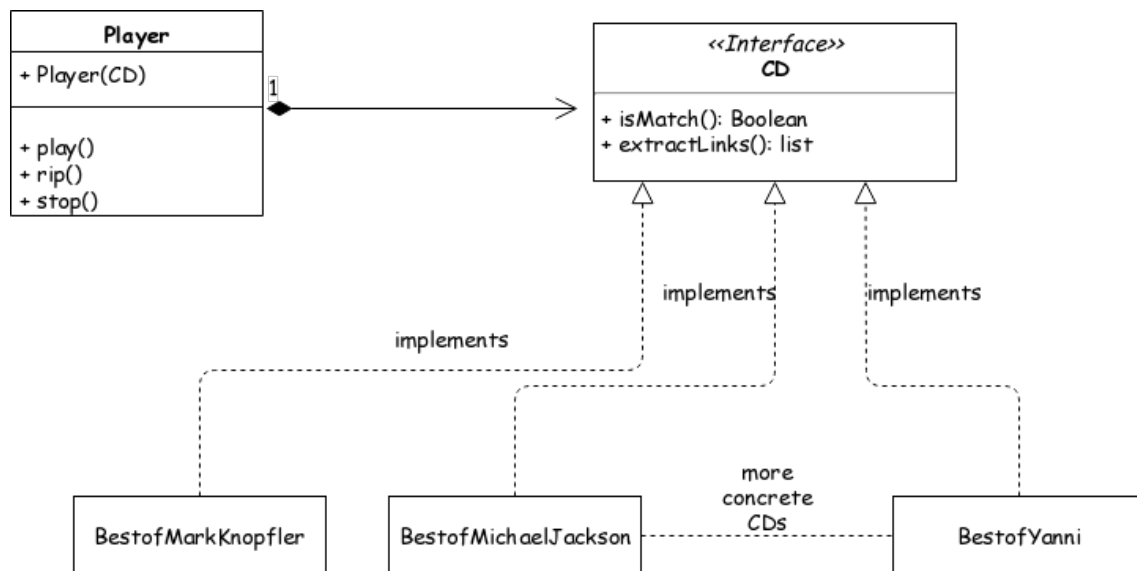 Player
+ Player(CD)
+ play()
+ rip()
+ stop()
1
<<Interface>>
CD
+ isMatch(): Boolean
+ extractLinks(): list
implements
implements
implements
BestofMarkKnopfler
BestofMichaelJackson
more
concrete
CDs
BestofYanni